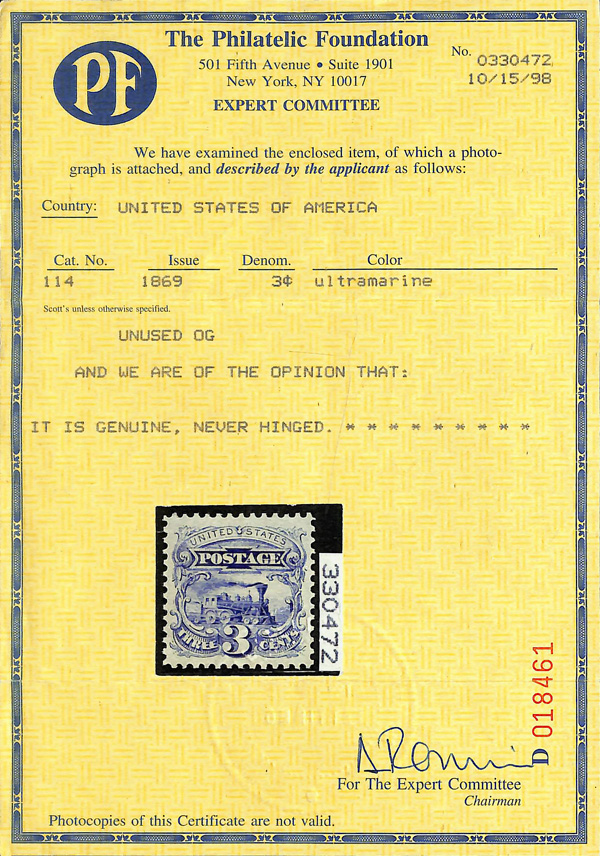 PF
The Philatelic Foundation
501 Fifth Avenue • Suite 1901
New York, NY 10017
EXPERT COMMITTEE
No. 0330472
10/15/98
We have examined the enclosed item, of which a photo-
graph is attached, and described by the applicant as follows:
Country: UNITED STATES OF AMERICA
Cat. No. Issue Denom. Color
114 1869 3¢ ultramarine
Scott's unless otherwise specified.
UNUSED OG
AND WE ARE OF THE OPINION THAT:
IT IS GENUINE, NEVER HINGED. * * * * * * * * *
UNITED STATES
POSTAGE
THREE 3 CENTS
330472
D 018461
For The Expert Committee
Chairman
Photocopies of this Certificate are not valid.